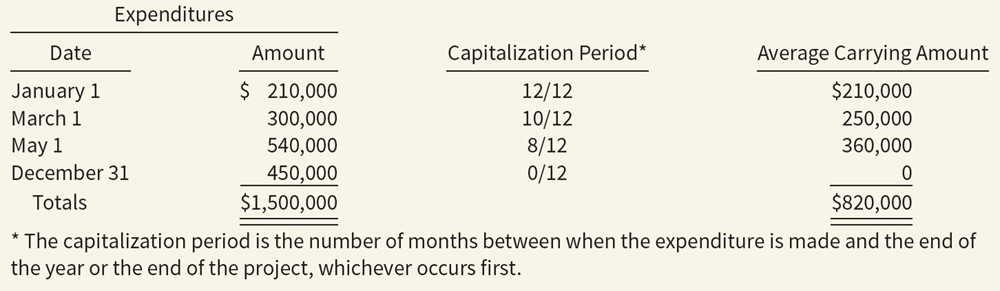 Expenditures
Date Amount Capitalization Period* Average Carrying Amount
January 1 $ 210,000 12/12 $210,000
March 1 300,000 10/12 250,000
May 1 540,000 8/12 360,000
December 31 450,000 0/12 0
Totals $1,500,000 $820,000
* The capitalization period is the number of months between when the expenditure is made and the end of
the year or the end of the project, whichever occurs first.